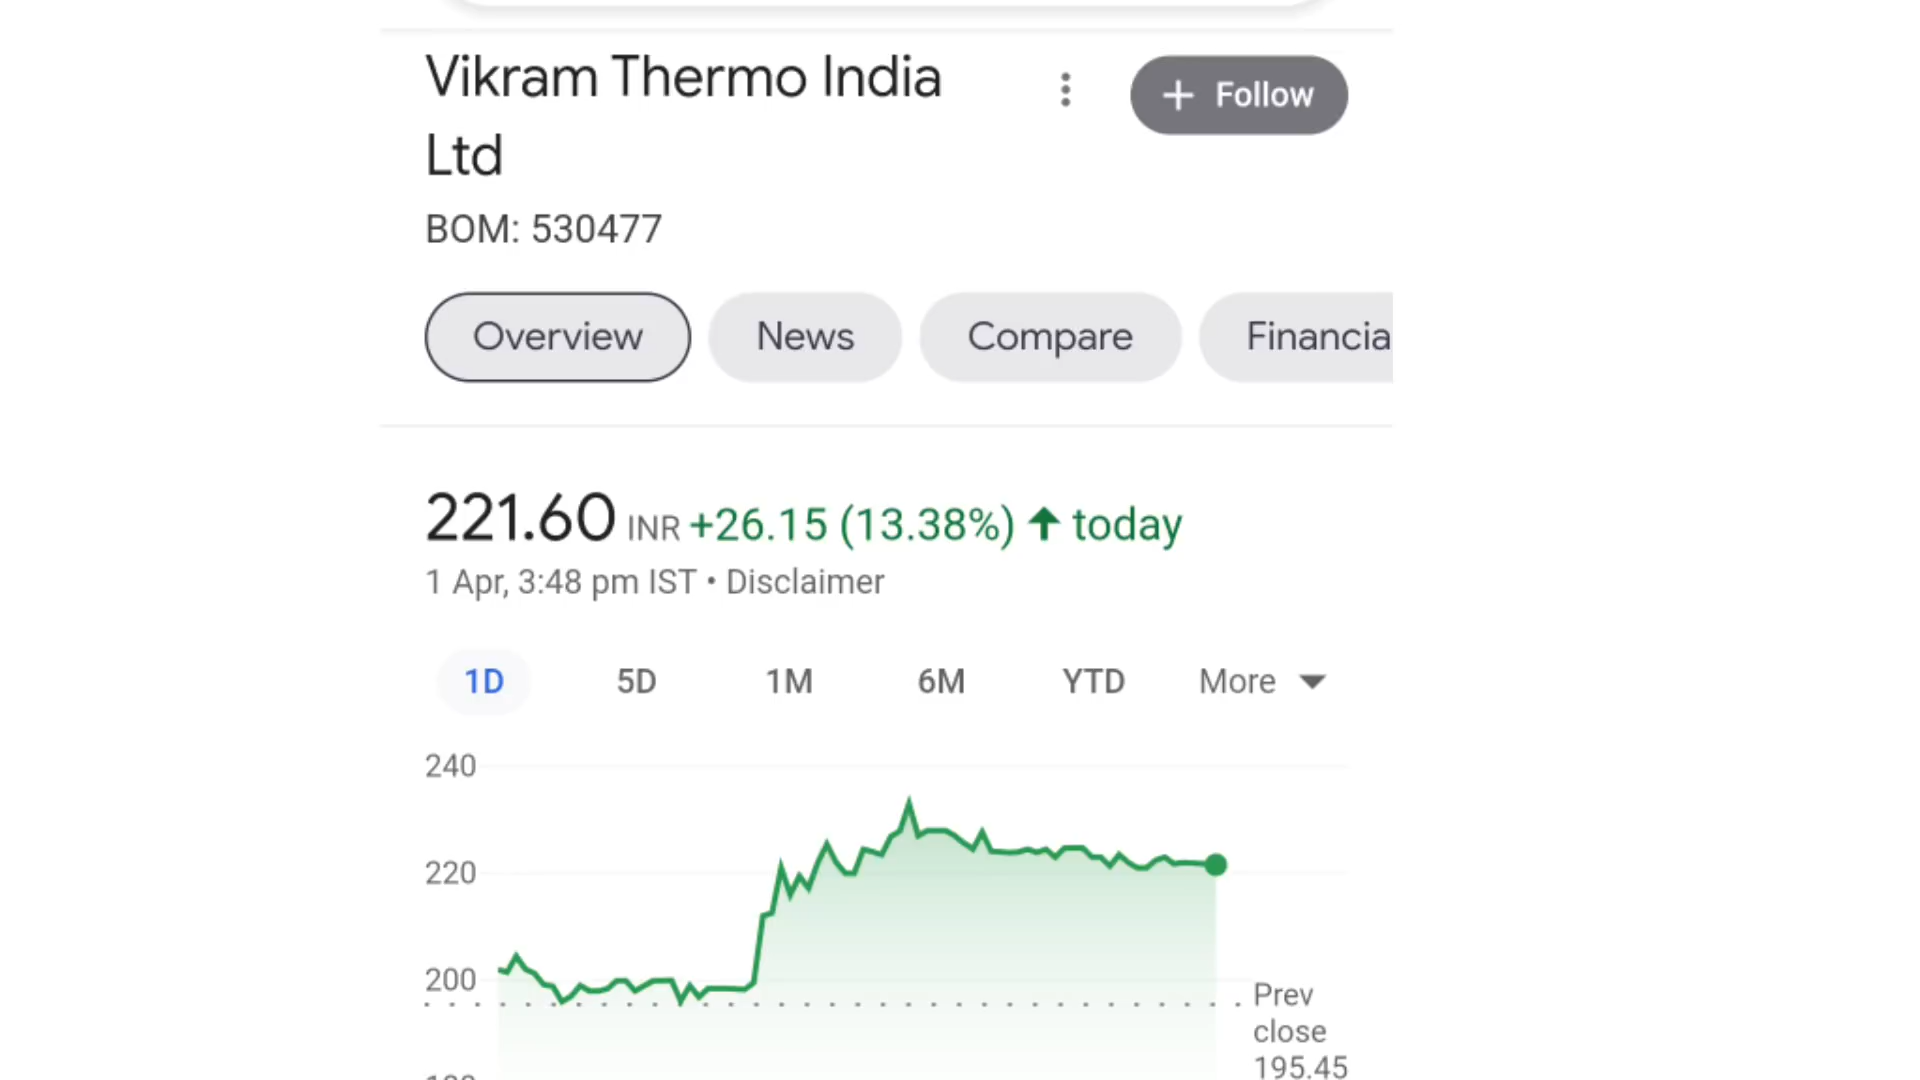 Vikram Thermo India
Ltd
+ Follow
BOM: 530477
Overview
News
Compare
Financia
221.60 INR +26.15 (13.38%) ↑ today
1 Apr, 3:48 pm IST • Disclaimer
1D
5D
1M
6M
YTD
More
240
220
200
Prev
close
195.45